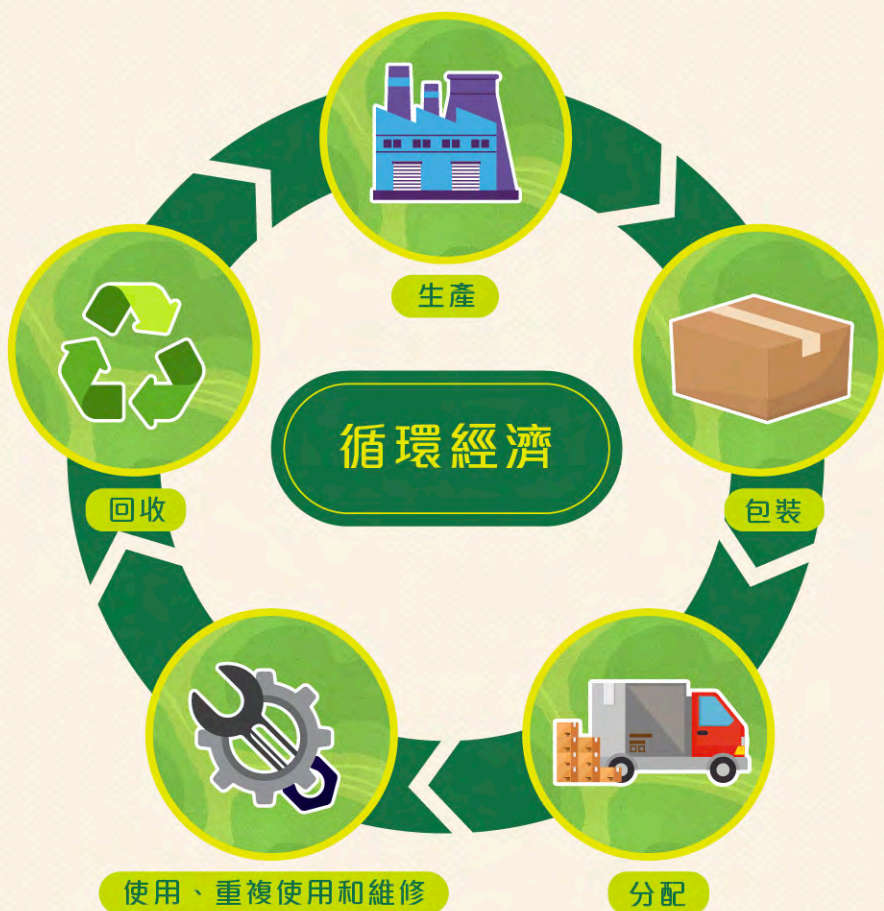 生產
循環經濟
回收
包裝
使用、重複使用和維修
分配